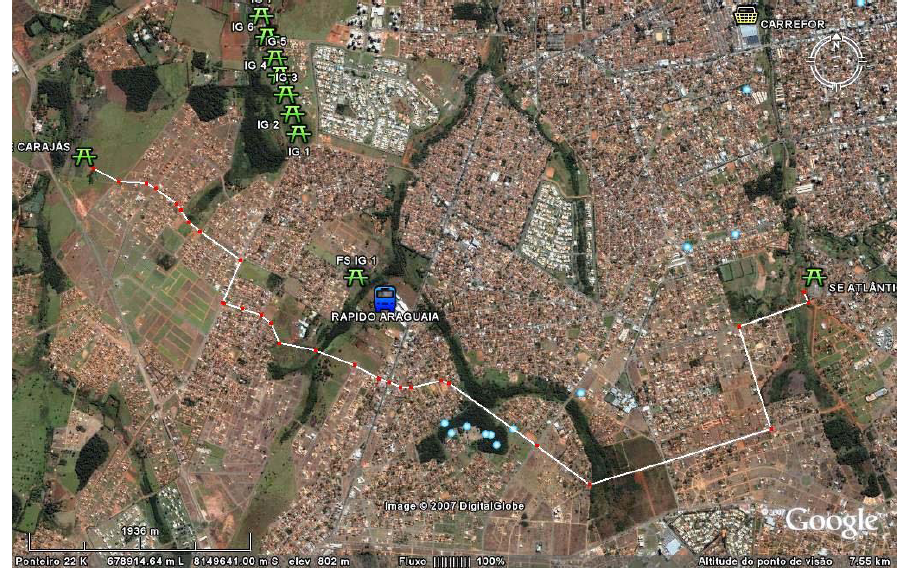 IG 6
CARREFOR
IG 5
IG 4
IG 3
IG 2
IG 1
E CARAJÁS
FS IG 1
SE ATLÂNTI
RAPIDO ARAGUAIA
Image © 2007 DigitalGlobe
© 2007 Google™
1936 m
Ponteiro 22 K 678914.64 m L 8149641.00 m S elev 802 m Fluxo |||||||||| 100% Altitude do ponto de visão 7.55 km